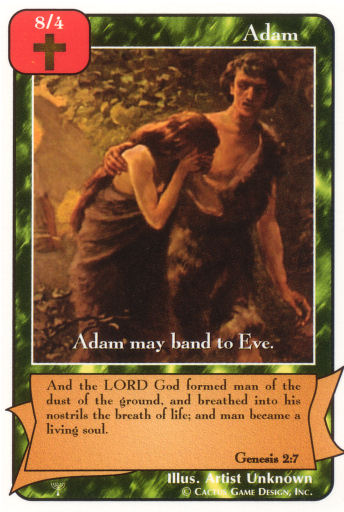 8/4
Adam
Adam may band to Eve.
And the LORD God formed man of the
dust of the ground, and breathed into his
nostrils the breath of life; and man became a
living soul.
Genesis 2:7
Illus. Artist Unknown
© Cactus Game Design, Inc.